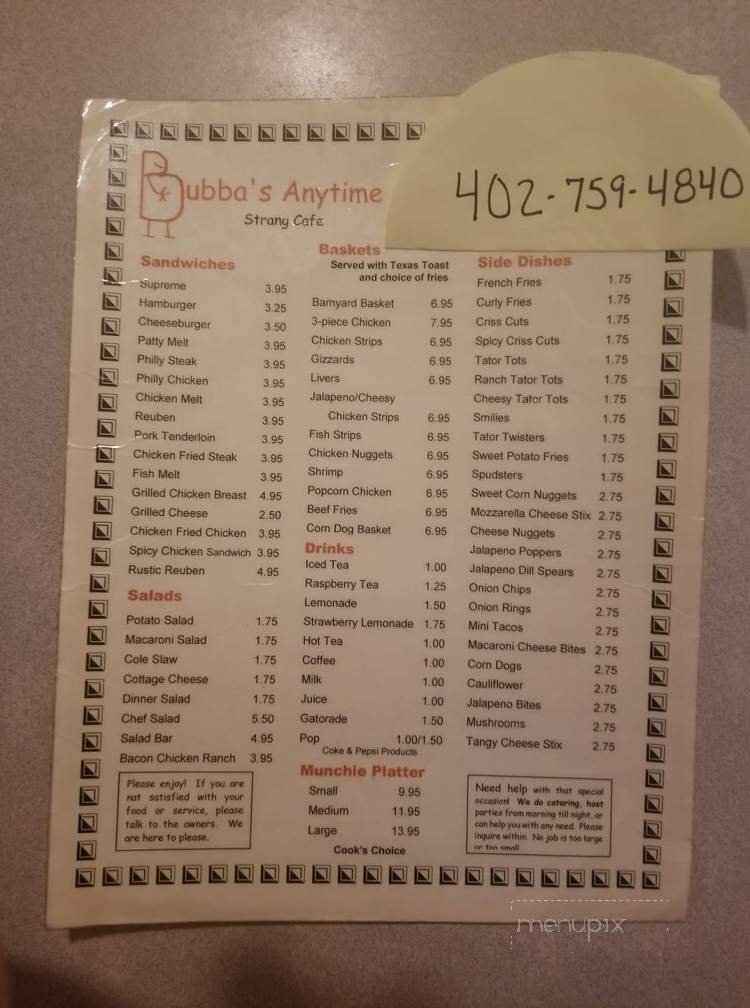 402-759-4840
Bubba's Anytime
Strang Cafe
Sandwiches
Supreme 3.95
Hamburger 3.25
Cheeseburger 3.50
Patty Melt 3.95
Philly Steak 3.95
Philly Chicken 3.95
Chicken Melt 3.95
Reuben 3.95
Pork Tenderloin 3.95
Chicken Fried Steak 3.95
Fish Melt 3.95
Grilled Chicken Breast 4.95
Grilled Cheese 2.50
Chicken Fried Chicken 3.95
Spicy Chicken Sandwich 3.95
Rustic Reuben 4.95
Salads
Potato Salad 1.75
Macaroni Salad 1.75
Cole Slaw 1.75
Cottage Cheese 1.75
Dinner Salad 1.75
Chef Salad 5.50
Salad Bar 4.95
Bacon Chicken Ranch 3.95
Please enjoy! If you are
not satisfied with your
food or service, please
talk to the owners. We
are here to please.
Baskets
Served with Texas Toast
and choice of fries
Barnyard Basket 6.95
3-piece Chicken 7.95
Chicken Strips 6.95
Gizzards 6.95
Livers 6.95
Jalapeno/Cheesy
Chicken Strips 6.95
Fish Strips 6.95
Chicken Nuggets 6.95
Shrimp 6.95
Popcorn Chicken 6.95
Beef Fries 6.95
Corn Dog Basket 6.95
Drinks
Iced Tea 1.00
Raspberry Tea 1.25
Lemonade 1.50
Strawberry Lemonade 1.75
Hot Tea 1.00
Coffee 1.00
Milk 1.00
Juice 1.00
Gatorade 1.50
Pop 1.00/1.50
Coke & Pepsi Products
Munchie Platter
Small 9.95
Medium 11.95
Large 13.95
Cook's Choice
Side Dishes
French Fries 1.75
Curly Fries 1.75
Criss Cuts 1.75
Spicy Criss Cuts 1.75
Tator Tots 1.75
Ranch Tator Tots 1.75
Cheesy Tator Tots 1.75
Smilies 1.75
Tator Twisters 1.75
Sweet Potato Fries 1.75
Spudsters 1.75
Sweet Corn Nuggets 2.75
Mozzarella Cheese Stix 2.75
Cheese Nuggets 2.75
Jalapeno Poppers 2.75
Jalapeno Dill Spears 2.75
Onion Chips 2.75
Onion Rings 2.75
Mini Tacos 2.75
Macaroni Cheese Bites 2.75
Corn Dogs 2.75
Cauliflower 2.75
Jalapeno Bites 2.75
Mushrooms 2.75
Tangy Cheese Stix 2.75
Need help with that special
occasion! We do catering, host
parties from morning till night, or
can help you with any need. Please
inquire within. No job is too large
or too small
menupix